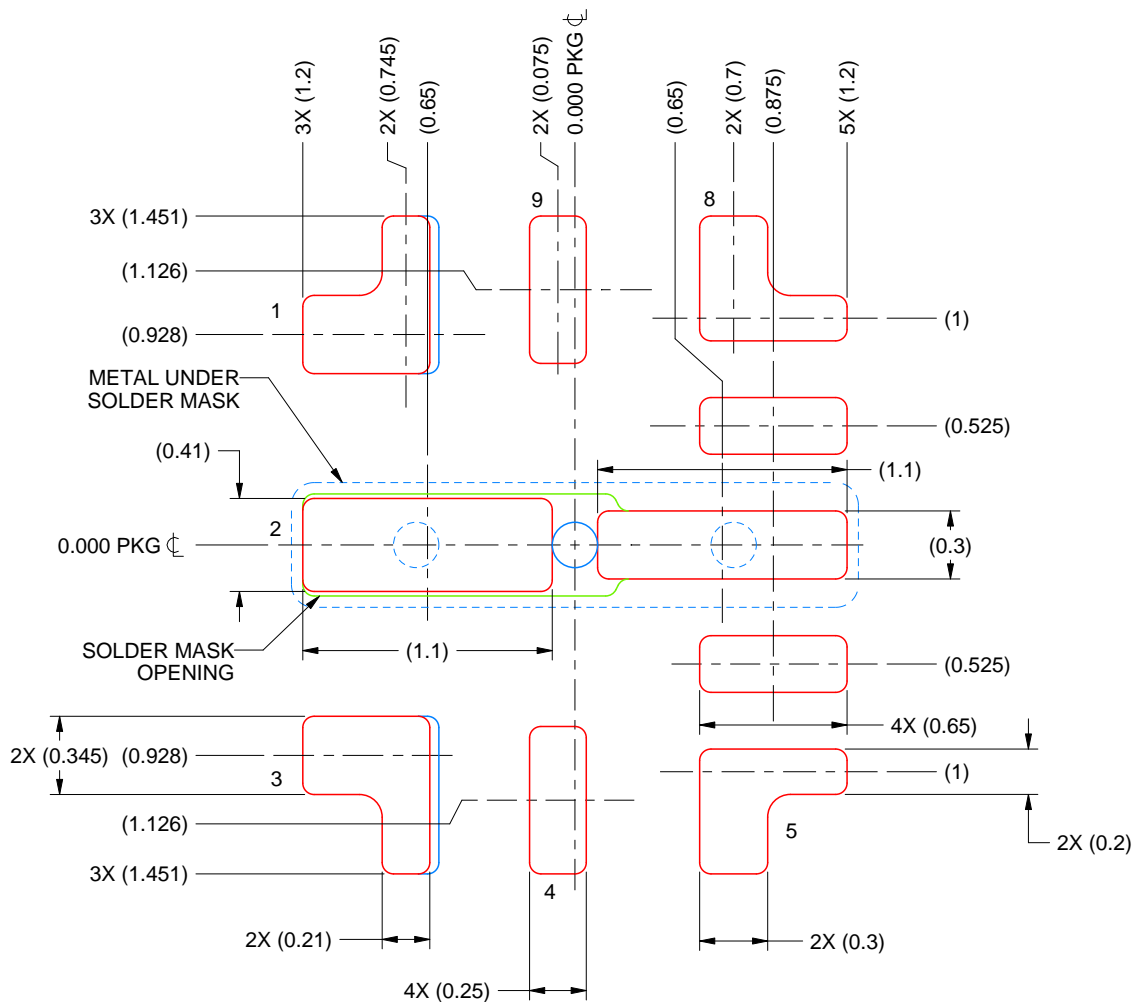 3X (1.2)
2X (0.745)
(0.65)
2X (0.075)
0.000 PKG ℄
(0.65)
2X (0.7)
(0.875)
5X (1.2)
9
8
3X (1.451)
(1.126)
1
(0.928)
(1)
METAL UNDER
SOLDER MASK
(0.525)
(0.41)
(1.1)
2
0.000 PKG ℄
(0.3)
SOLDER MASK
OPENING
(1.1)
(0.525)
4X (0.65)
2X (0.345)
(0.928)
3
(1)
(1.126)
5
2X (0.2)
3X (1.451)
4
2X (0.21)
2X (0.3)
4X (0.25)